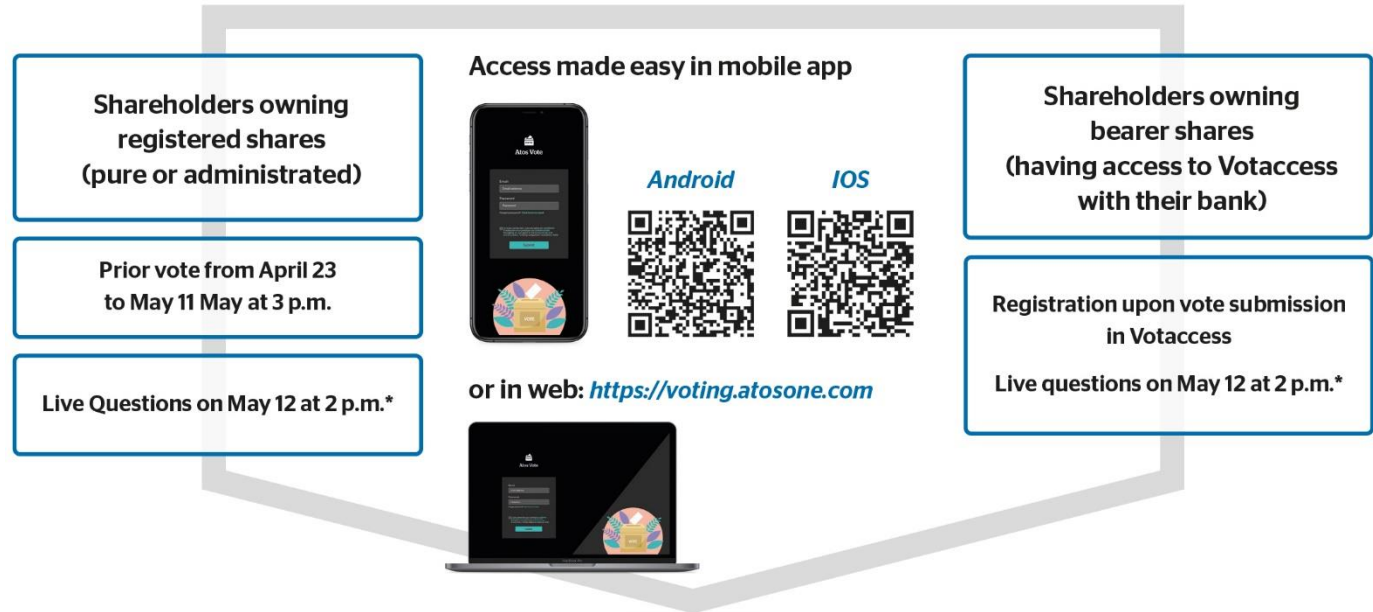 Shareholders owning
registered shares
(pure or administrated)
Prior vote from April 23
to May 11 May at 3 p.m.
Live Questions on May 12 at 2 p.m.*
Access made easy in mobile app
Atos Vote
Email
Password
Android
IOS
or in web: https://voting.atosone.com
Atos Vote
Shareholders owning
bearer shares
(having access to Votaccess
with their bank)
Registration upon vote submission
in Votaccess
Live questions on May 12 at 2 p.m.*